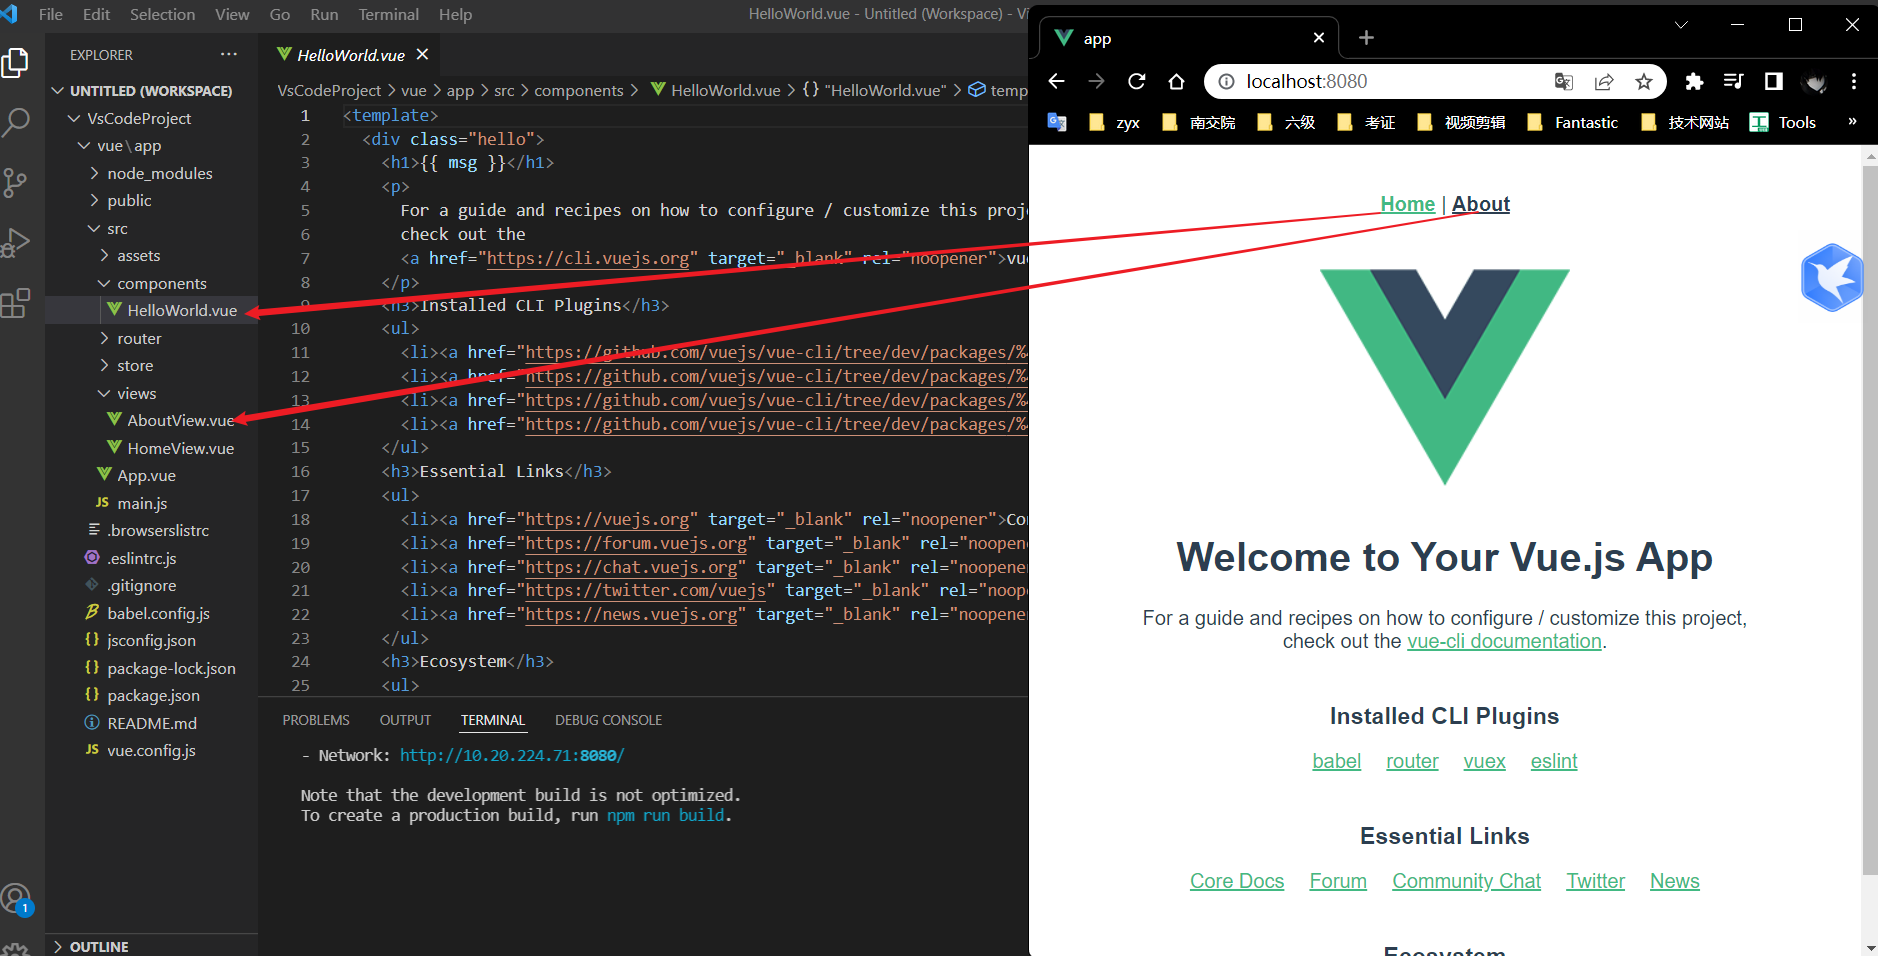 File Edit Selection View Go Run Terminal Help
HelloWorld.vue - Untitled (Workspace) - Vi
EXPLORER
UNTITLED (WORKSPACE)
VsCodeProject
vue\app
node_modules
public
src
assets
components
HelloWorld.vue
router
store
views
AboutView.vue
HomeView.vue
App.vue
JS main.js
.browserslistrc
.eslintrc.js
.gitignore
babel.config.js
{} jsconfig.json
{} package-lock.json
{} package.json
README.md
JS vue.config.js
1
OUTLINE
HelloWorld.vue
VsCodeProject > vue > app > src > components > HelloWorld.vue > {} "HelloWorld.vue" > temp
1 <template>
2 <div class="hello">
3 <h1>{{ msg }}</h1>
4 <p>
5 For a guide and recipes on how to configure / customize this proj
6 check out the
7 <a href="https://cli.vuejs.org" target="_blank" rel="noopener">vue
8 </p>
9 <h3>Installed CLI Plugins</h3>
10 <ul>
11 <li><a href="https://github.com/vuejs/vue-cli/tree/dev/packages/%
12 <li><a href="https://github.com/vuejs/vue-cli/tree/dev/packages/%
13 <li><a href="https://github.com/vuejs/vue-cli/tree/dev/packages/%
14 <li><a href="https://github.com/vuejs/vue-cli/tree/dev/packages/%
15 </ul>
16 <h3>Essential Links</h3>
17 <ul>
18 <li><a href="https://vuejs.org" target="_blank" rel="noopener">Co
19 <li><a href="https://forum.vuejs.org" target="_blank" rel="noopen
20 <li><a href="https://chat.vuejs.org" target="_blank" rel="noopene
21 <li><a href="https://twitter.com/vuejs" target="_blank" rel="noop
22 <li><a href="https://news.vuejs.org" target="_blank" rel="noopene
23 </ul>
24 <h3>Ecosystem</h3>
25 <ul>
PROBLEMS OUTPUT TERMINAL DEBUG CONSOLE
- Network: http://10.20.224.71:8080/
Note that the development build is not optimized.
To create a production build, run npm run build.
app
localhost:8080
zyx 南交院 六级 考证 视频剪辑 Fantastic 技术网站 Tools »
Home | About
Welcome to Your Vue.js App
For a guide and recipes on how to configure / customize this project,
check out the vue-cli documentation.
Installed CLI Plugins
babel router vuex eslint
Essential Links
Core Docs Forum Community Chat Twitter News
Ecosystem